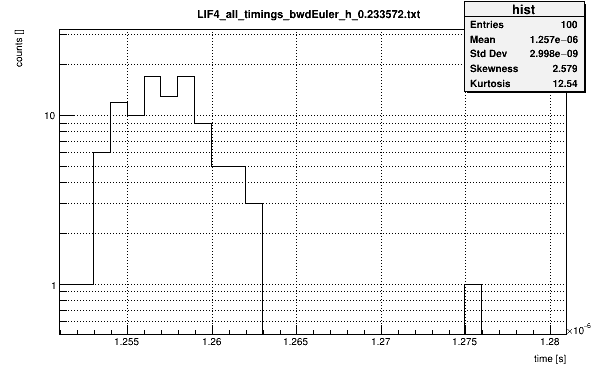 LIF4_all_timings_bwdEuler_h_0.233572.txt
hist
Entries 100
Mean 1.257e−06
Std Dev 2.998e−09
Skewness 2.579
Kurtosis 12.54
counts []
10
1
1.255 1.26 1.265 1.27 1.275 1.28
×10⁻⁶
time [s]